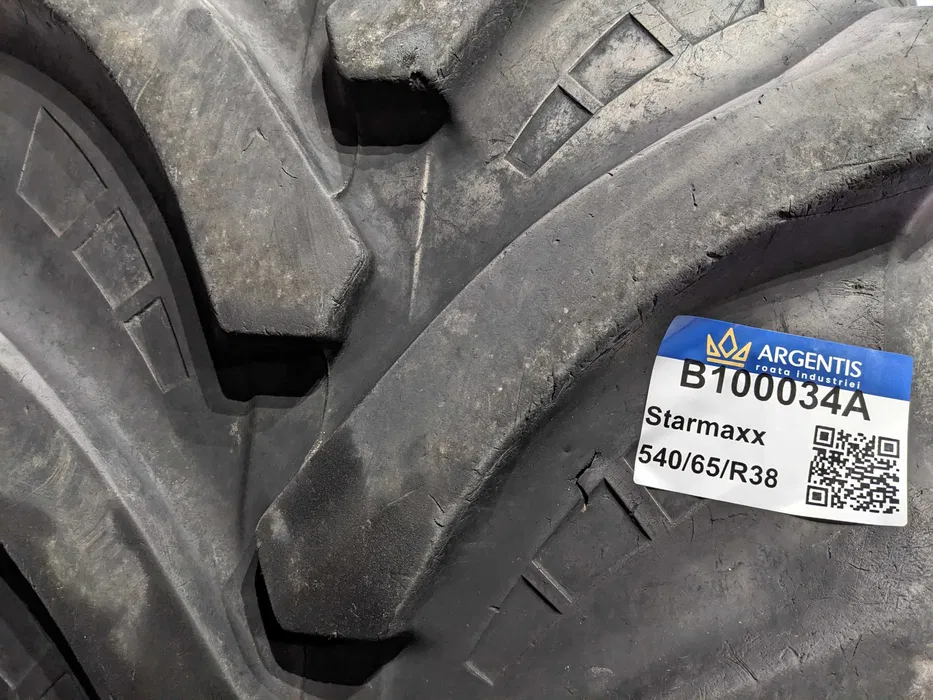 ARGENTIS
roata industriei
B100034A
Starmaxx
540/65/R38